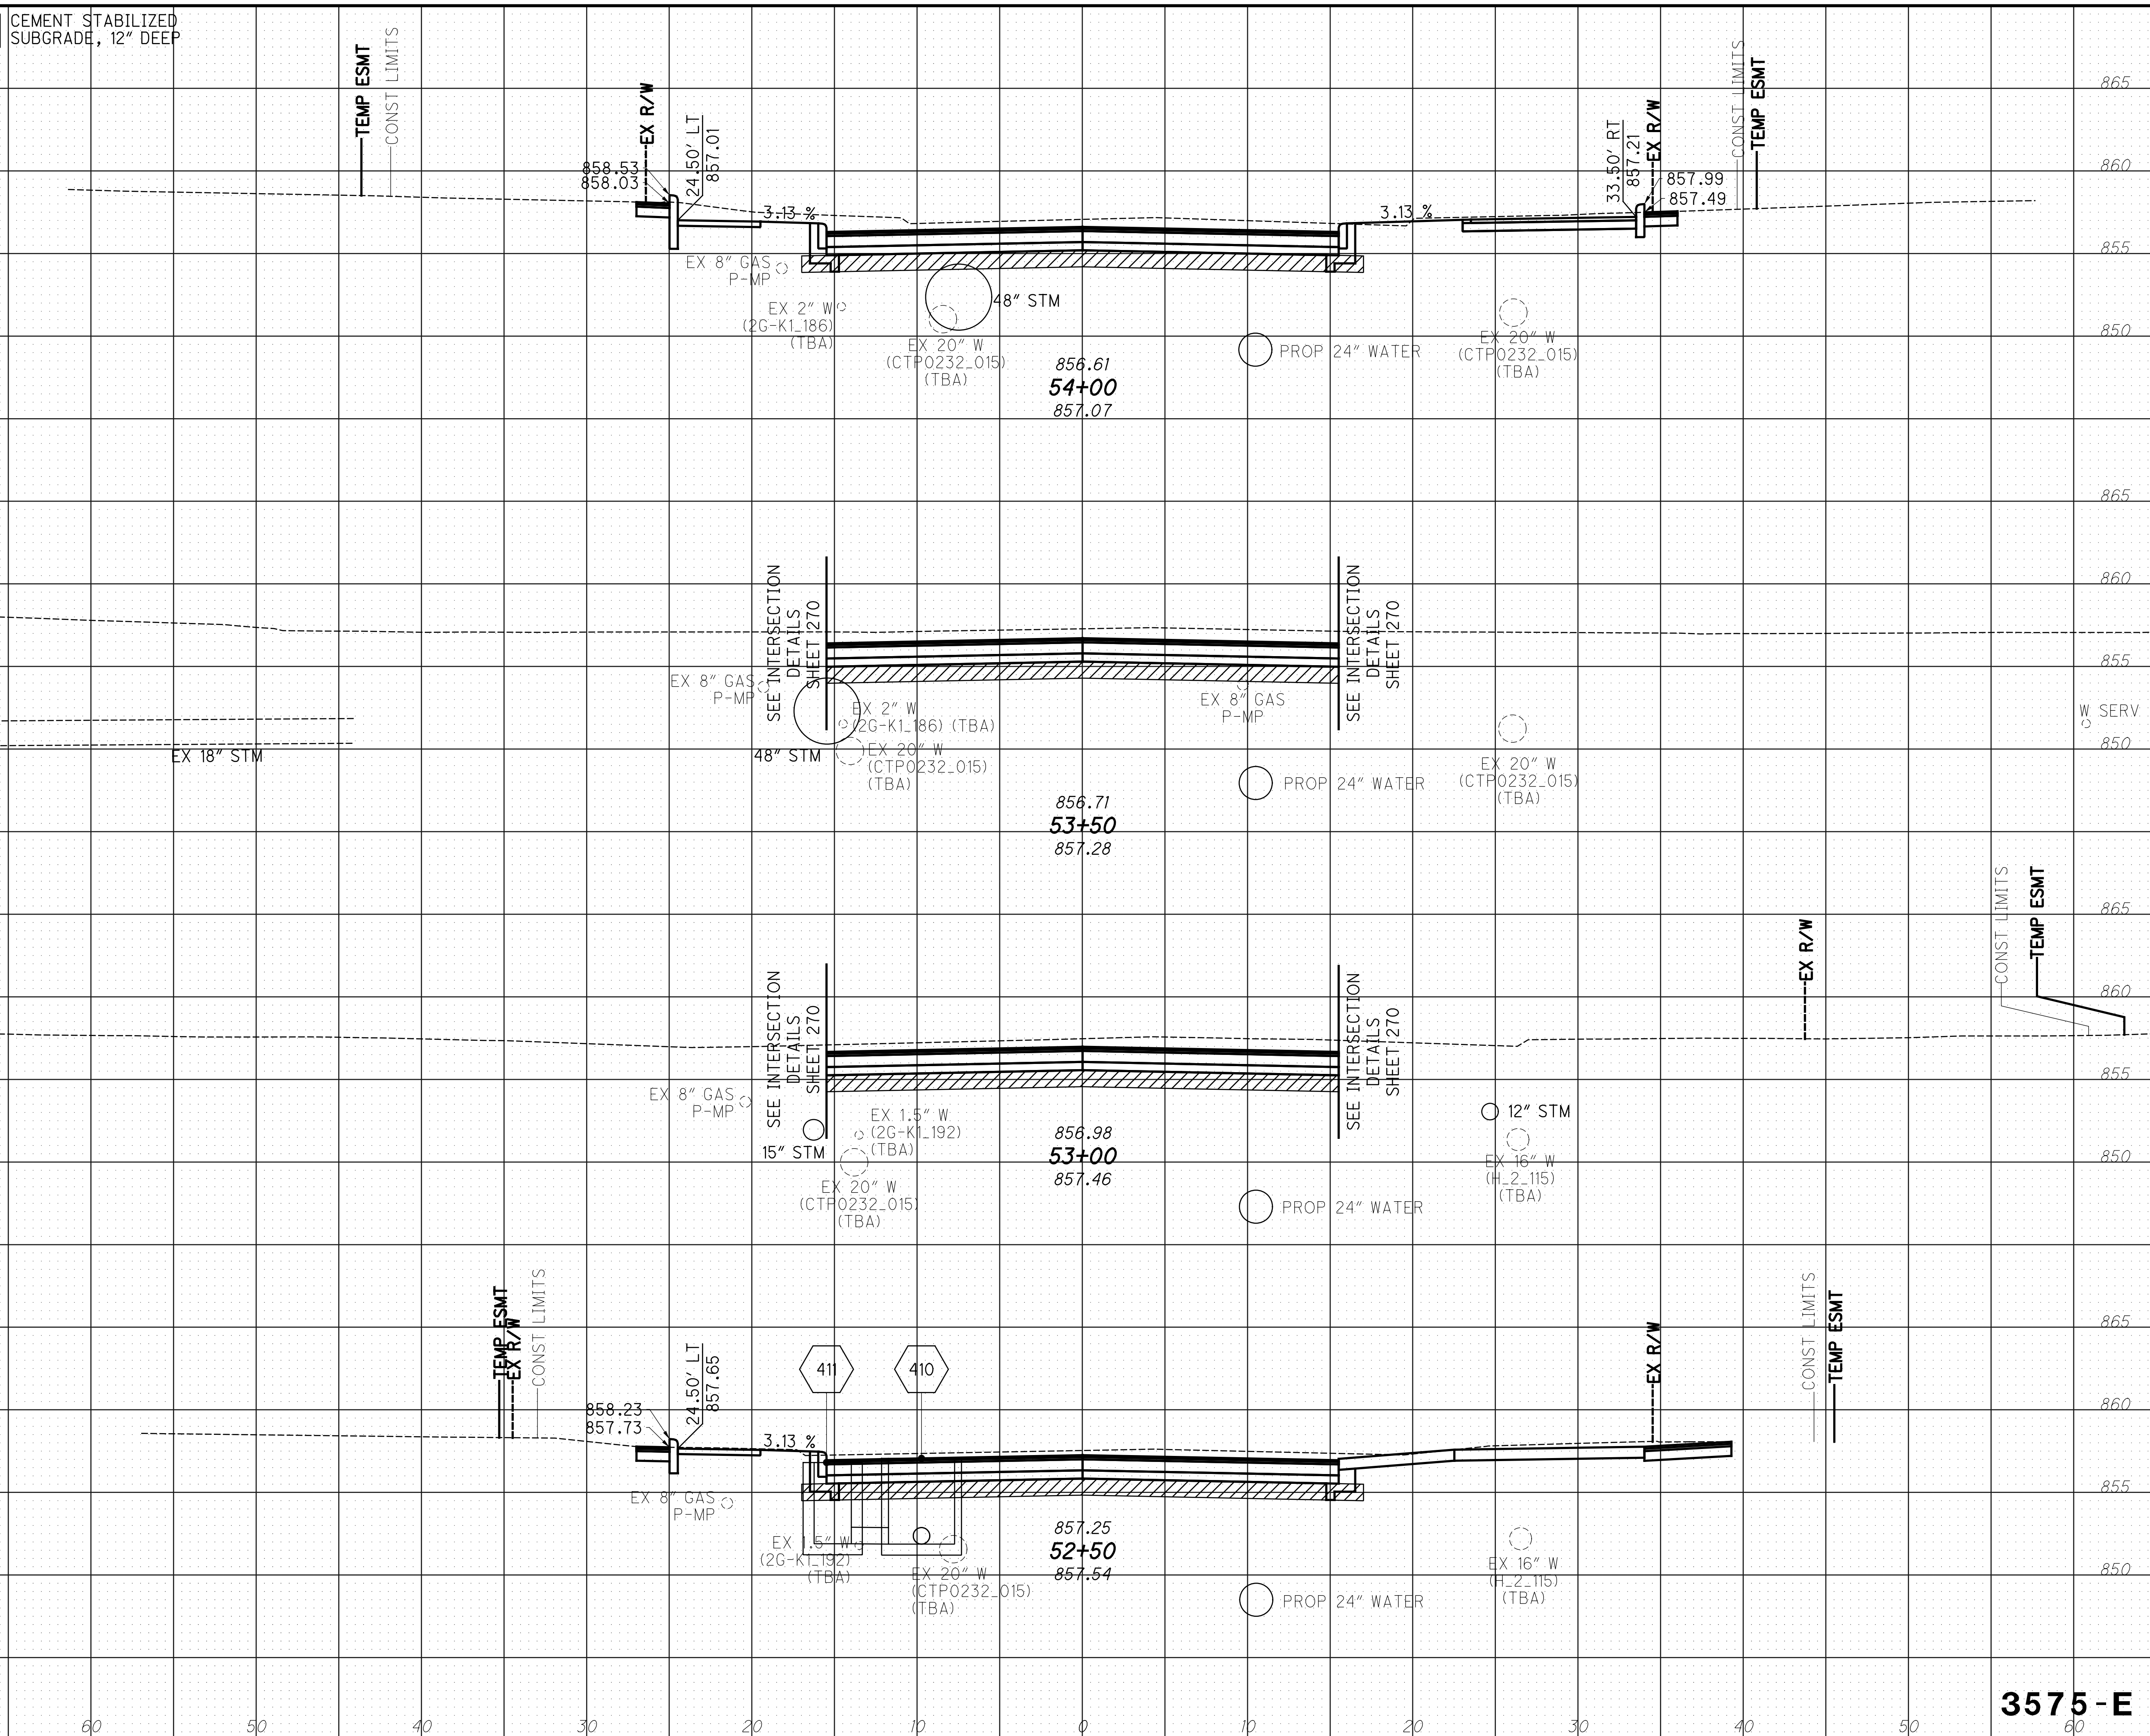 CEMENT STABILIZED
SUBGRADE, 12" DEEP
TEMP ESMT
CONST LIMITS
EX R/W
24.50' LT
857.01
858.53
858.03
3.13 %
3.13 %
33.50' RT
857.21
EX R/W
CONST LIMITS
TEMP ESMT
857.99
857.49
865
860
855
850
EX 8" GAS
P-MP
EX 2" W
(2G-K1_186)
(TBA)
48" STM
EX 20" W
(CTP0232_015)
(TBA)
PROP 24" WATER
EX 20" W
(CTP0232_015)
(TBA)
856.61
54+00
857.07
865
860
855
850
SEE INTERSECTION
DETAILS
SHEET 270
SEE INTERSECTION
DETAILS
SHEET 270
EX 8" GAS
P-MP
EX 2" W
(2G-K1_186) (TBA)
EX 8" GAS
P-MP
W SERV
EX 18" STM
48" STM
EX 20" W
(CTP0232_015)
(TBA)
PROP 24" WATER
EX 20" W
(CTP0232_015)
(TBA)
856.71
53+50
857.28
CONST LIMITS
TEMP ESMT
EX R/W
865
860
855
850
SEE INTERSECTION
DETAILS
SHEET 270
SEE INTERSECTION
DETAILS
SHEET 270
EX 8" GAS
P-MP
EX 1.5" W
(2G-K1_192)
(TBA)
15" STM
12" STM
EX 20" W
(CTP0232_015)
(TBA)
EX 16" W
(H_2_115)
(TBA)
PROP 24" WATER
856.98
53+00
857.46
TEMP ESMT
EX R/W
CONST LIMITS
24.50' LT
857.65
858.23
857.73
3.13 %
411
410
EX R/W
CONST LIMITS
TEMP ESMT
865
860
855
850
EX 8" GAS
P-MP
EX 1.5" W
(2G-K1_192)
(TBA)
EX 20" W
(CTP0232_015)
(TBA)
857.25
52+50
857.54
EX 16" W
(H_2_115)
(TBA)
PROP 24" WATER
3575-E
60 50 40 30 20 10 0 10 20 30 40 50 60